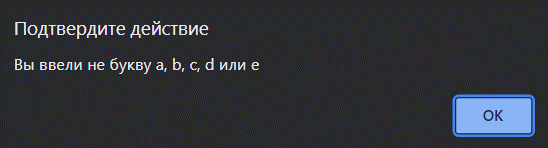 Подтвердите действие
Вы ввели не букву a, b, c, d или e
OK